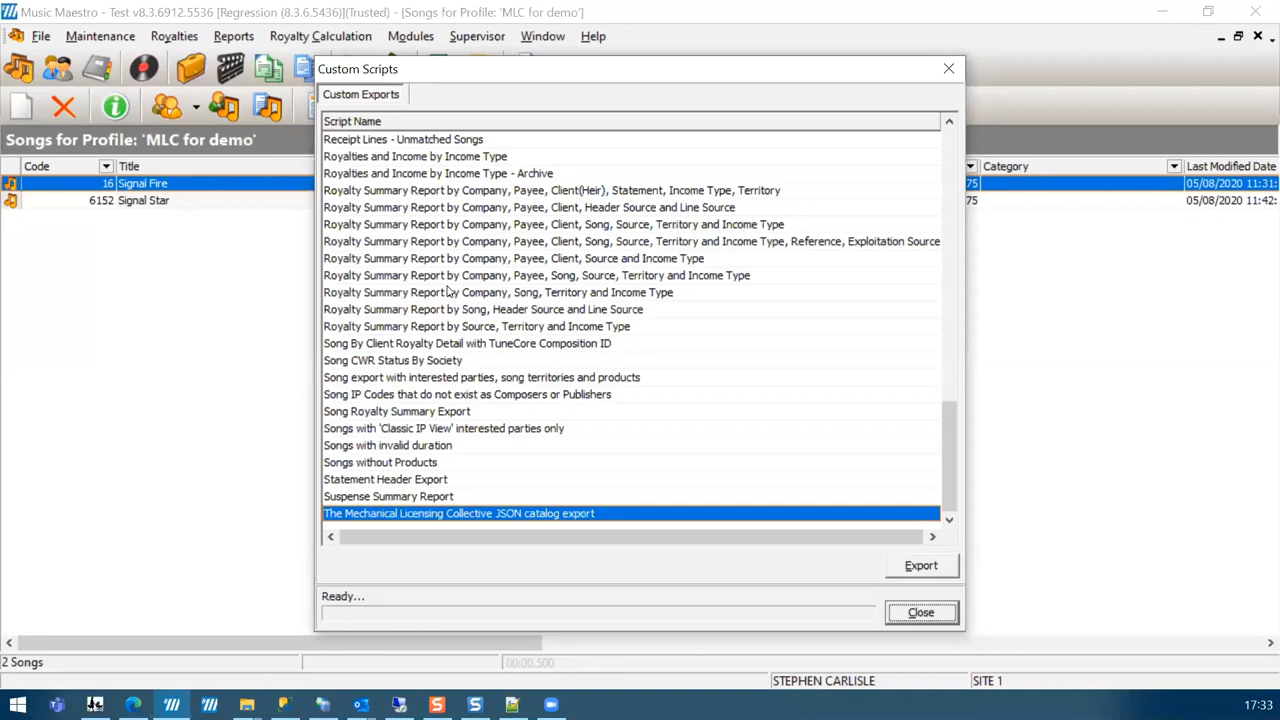 Music Maestro - Test v8.3.6912.5536 [Regression (8.3.6.5436)](Trusted) - [Songs for Profile: 'MLC for demo']
File Maintenance Royalties Reports Royalty Calculation Modules Supervisor Window Help
Songs for Profile: 'MLC for demo'
Code Title Category Last Modified Date
16 Signal Fire 75 05/08/2020 11:31:
6152 Signal Star 75 05/08/2020 11:42:
Custom Scripts
Custom Exports
Script Name
Receipt Lines - Unmatched Songs
Royalties and Income by Income Type
Royalties and Income by Income Type - Archive
Royalty Summary Report by Company, Payee, Client(Heir), Statement, Income Type, Territory
Royalty Summary Report by Company, Payee, Client, Header Source and Line Source
Royalty Summary Report by Company, Payee, Client, Song, Source, Territory and Income Type
Royalty Summary Report by Company, Payee, Client, Song, Source, Territory and Income Type, Reference, Exploitation Source
Royalty Summary Report by Company, Payee, Client, Source and Income Type
Royalty Summary Report by Company, Payee, Song, Source, Territory and Income Type
Royalty Summary Report by Company, Song, Territory and Income Type
Royalty Summary Report by Song, Header Source and Line Source
Royalty Summary Report by Source, Territory and Income Type
Song By Client Royalty Detail with TuneCore Composition ID
Song CWR Status By Society
Song export with interested parties, song territories and products
Song IP Codes that do not exist as Composers or Publishers
Song Royalty Summary Export
Songs with 'Classic IP View' interested parties only
Songs with invalid duration
Songs without Products
Statement Header Export
Suspense Summary Report
The Mechanical Licensing Collective JSON catalog export
Export
Ready...
Close
2 Songs 00:00.500
STEPHEN CARLISLE SITE 1
17:33